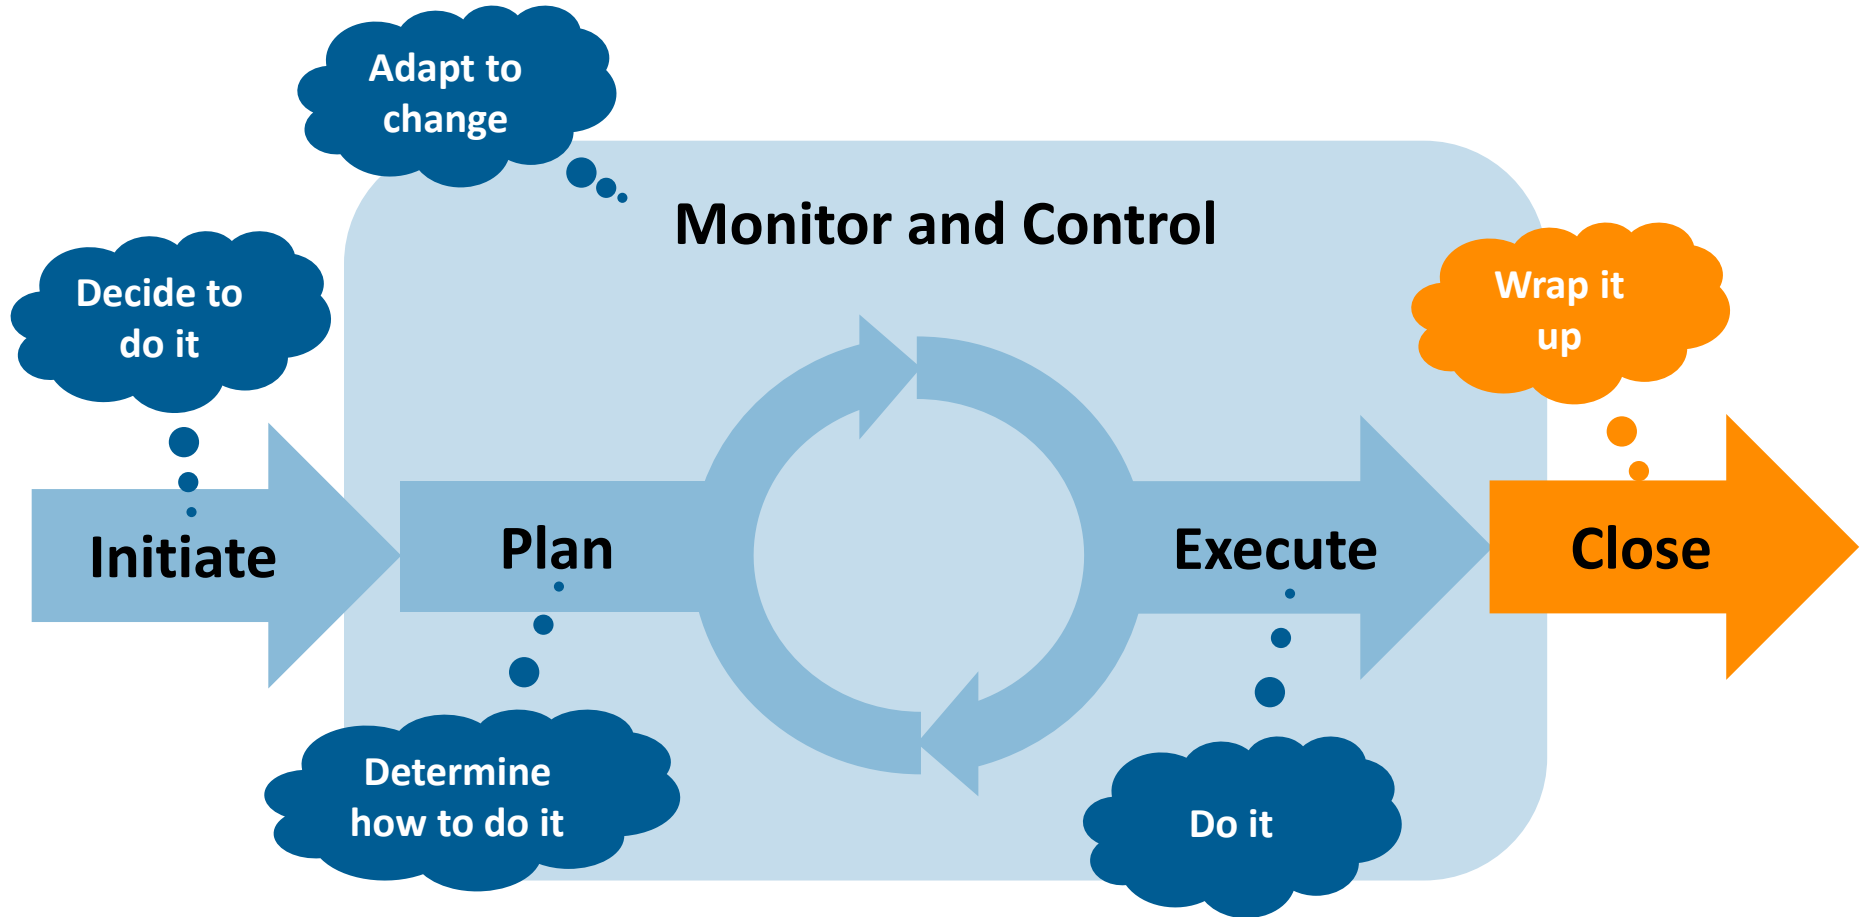 Adapt to
change
Monitor and Control
Decide to
do it
Wrap it
up
Initiate
Plan
Execute
Close
Determine
how to do it
Do it